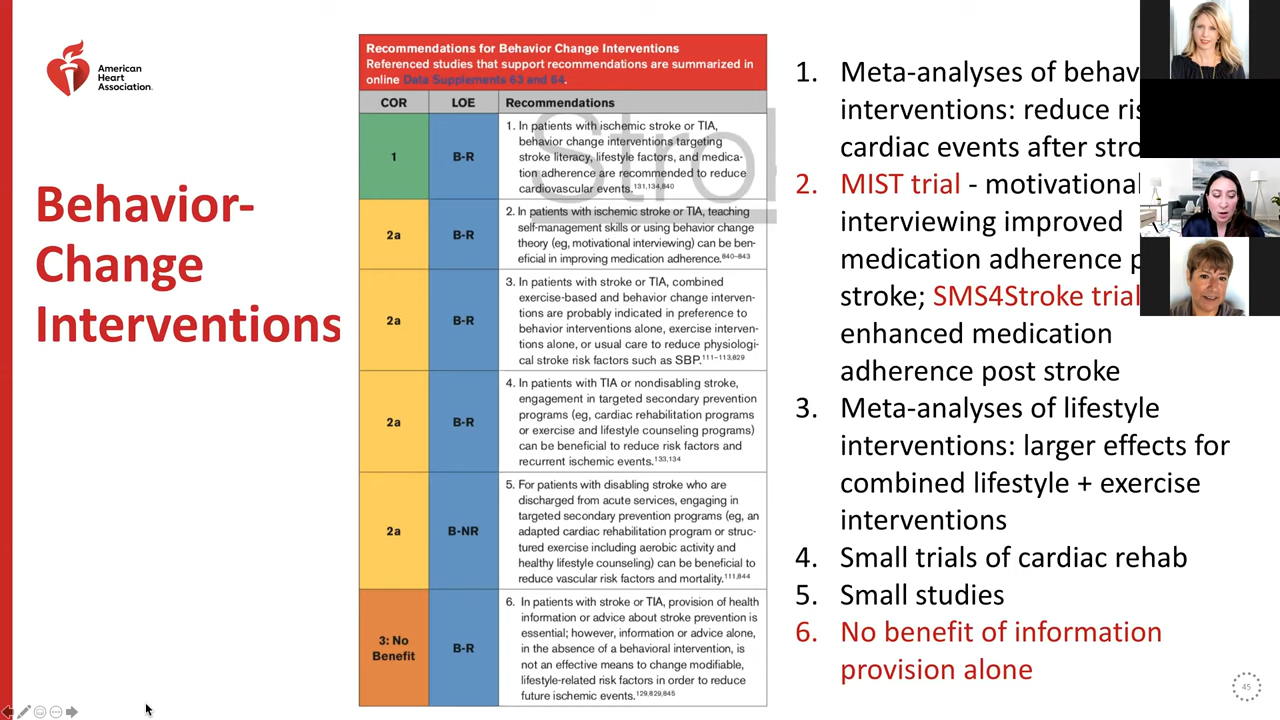 American
Heart
Association.
Behavior-
Change
Interventions
Recommendations for Behavior Change Interventions
Referenced studies that support recommendations are summarized in
online Data Supplements 63 and 64.
COR LOE Recommendations
1 B-R 1. In patients with ischemic stroke or TIA,
behavior change interventions targeting
stroke literacy, lifestyle factors, and medica-
tion adherence are recommended to reduce
cardiovascular events.131,134,840
2a B-R 2. In patients with ischemic stroke or TIA, teaching
self-management skills or using behavior change
theory (eg, motivational interviewing) can be ben-
eficial in improving medication adherence.840–843
2a B-R 3. In patients with stroke or TIA, combined
exercise-based and behavior change interven-
tions are probably indicated in preference to
behavior interventions alone, exercise interven-
tions alone, or usual care to reduce physiologi-
cal stroke risk factors such as SBP.111–113,829
2a B-R 4. In patients with TIA or nondisabling stroke,
engagement in targeted secondary prevention
programs (eg, cardiac rehabilitation programs
or exercise and lifestyle counseling programs)
can be beneficial to reduce risk factors and
recurrent ischemic events.133,134
2a B-NR 5. For patients with disabling stroke who are
discharged from acute services, engaging in
targeted secondary prevention programs (eg, an
adapted cardiac rehabilitation program or struc-
tured exercise including aerobic activity and
healthy lifestyle counseling) can be beneficial to
reduce vascular risk factors and mortality.111,844
3: No
Benefit B-R 6. In patients with stroke or TIA, provision of health
information or advice about stroke prevention is
essential; however, information or advice alone,
in the absence of a behavioral intervention, is
not an effective means to change modifiable,
lifestyle-related risk factors in order to reduce
future ischemic events.129,829,845
1. Meta-analyses of behav
interventions: reduce ris
cardiac events after stro
2. MIST trial - motivational
interviewing improved
medication adherence p
stroke; SMS4Stroke trial
enhanced medication
adherence post stroke
3. Meta-analyses of lifestyle
interventions: larger effects for
combined lifestyle + exercise
interventions
4. Small trials of cardiac rehab
5. Small studies
6. No benefit of information
provision alone
45